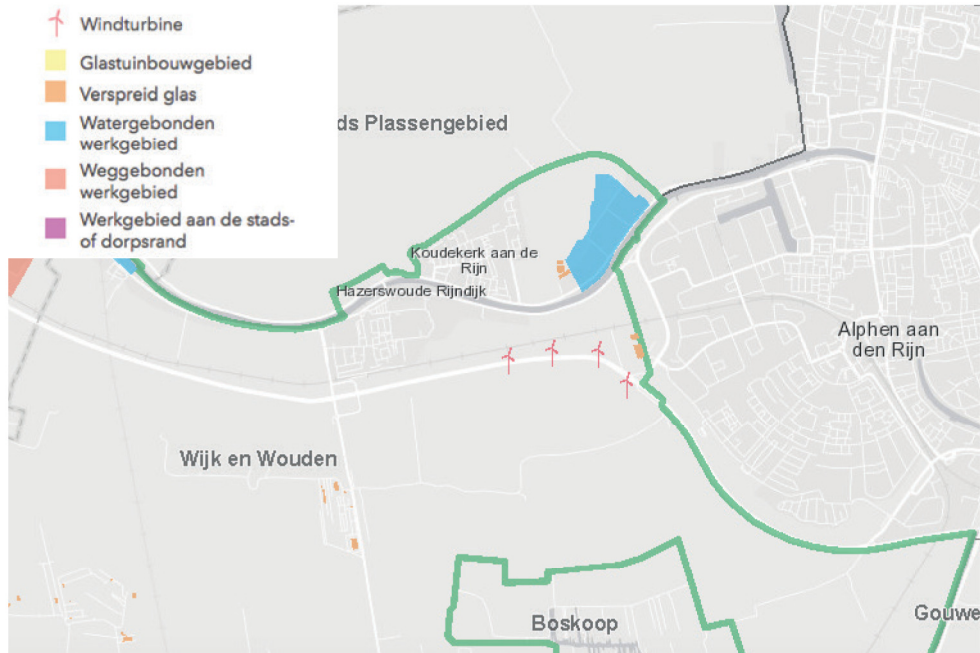 Windturbine
Glastuinbouwgebied
Verspreid glas
Watergebonden
werkgebied
Weggebonden
werkgebied
Werkgebied aan de stads-
of dorpsrand
ds Plassengebied
Koudekerk aan de
Rijn
Hazerswoude Rijndijk
Alphen aan
den Rijn
Wijk en Wouden
Boskoop
Gouwe